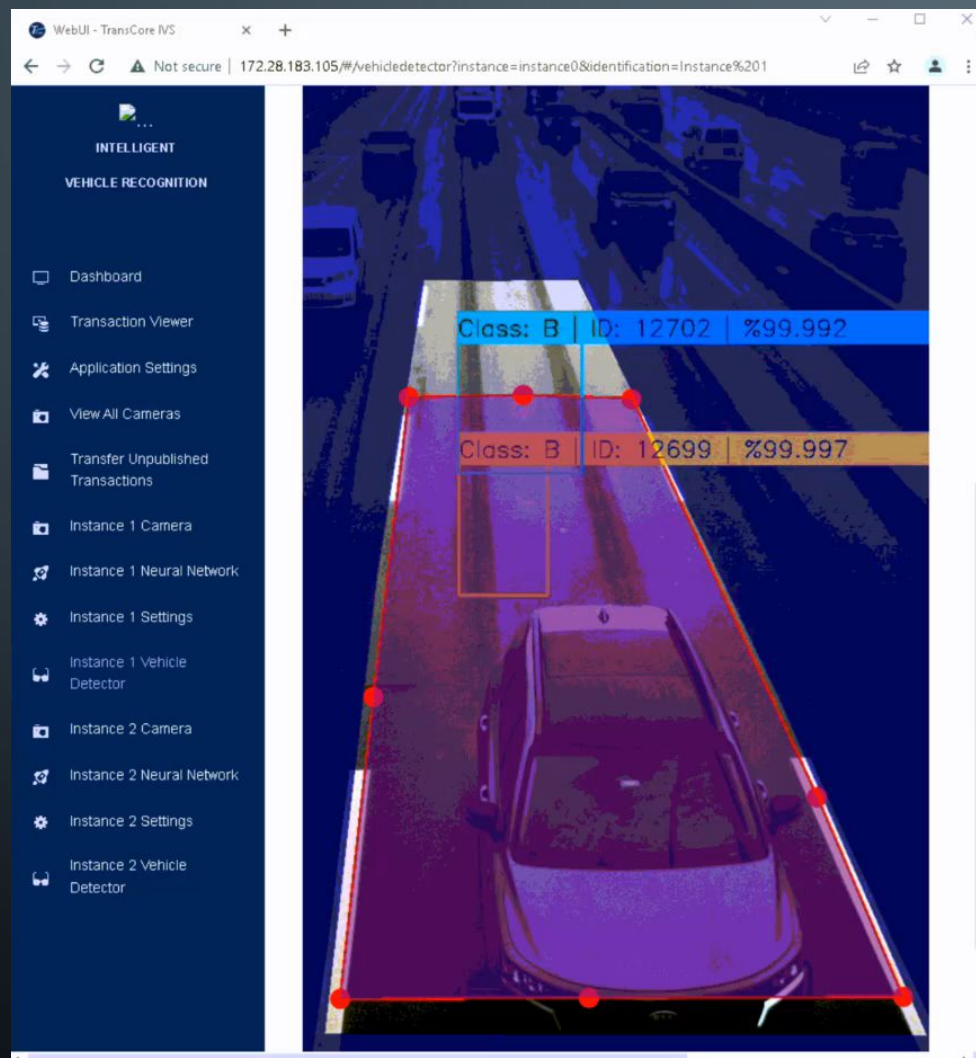 WebUI - TransCore IVS
Not secure | 172.28.183.105/#/vehicledetector?instance=instance0&identification=Instance%201
...
INTELLIGENT
VEHICLE RECOGNITION
Dashboard
Transaction Viewer
Application Settings
View All Cameras
Transfer Unpublished
Transactions
Instance 1 Camera
Instance 1 Neural Network
Instance 1 Settings
Instance 1 Vehicle
Detector
Instance 2 Camera
Instance 2 Neural Network
Instance 2 Settings
Instance 2 Vehicle
Detector
Class: B | ID: 12702 | %99.992
Class: B | ID: 12699 | %99.997